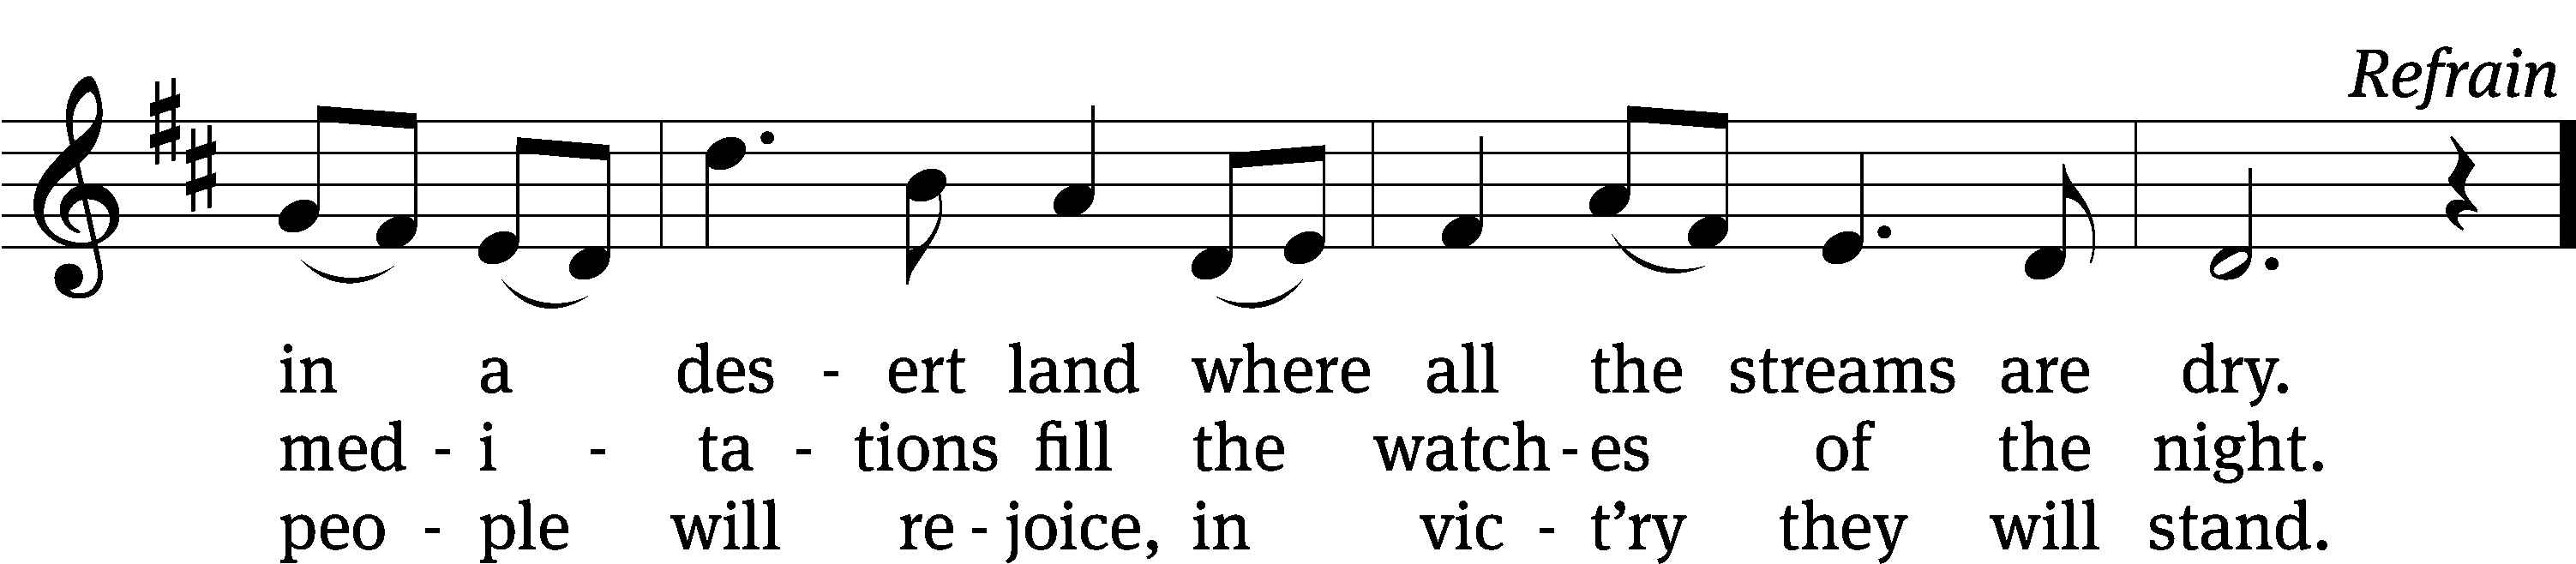 Refrain
in a des - ert land where all the streams are dry.
med - i - ta - tions fill the watch - es of the night.
peo - ple will re - joice, in vic - t’ry they will stand.